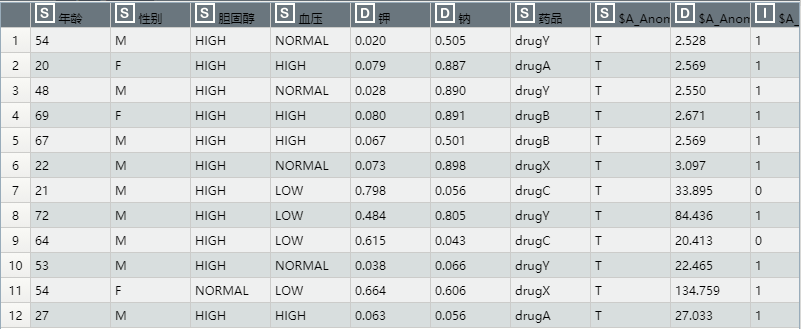 S 年龄 S 性别 S 胆固醇 S 血压 D 钾 D 钠 S 药品 S $A_Anom D $A_Anom I $A_
1 54 M HIGH NORMAL 0.020 0.505 drugY T 2.528 1
2 20 F HIGH HIGH 0.079 0.887 drugA T 2.569 1
3 48 M HIGH NORMAL 0.028 0.890 drugY T 2.550 1
4 69 F HIGH HIGH 0.080 0.891 drugB T 2.671 1
5 67 M HIGH HIGH 0.067 0.501 drugB T 2.569 1
6 22 M HIGH NORMAL 0.073 0.898 drugX T 3.097 1
7 21 M HIGH LOW 0.798 0.056 drugC T 33.895 0
8 72 M HIGH LOW 0.484 0.805 drugY T 84.436 1
9 64 M HIGH LOW 0.615 0.043 drugC T 20.413 0
10 53 M HIGH NORMAL 0.038 0.066 drugY T 22.465 1
11 54 F NORMAL LOW 0.664 0.606 drugX T 134.759 1
12 27 M HIGH HIGH 0.063 0.056 drugA T 27.033 1